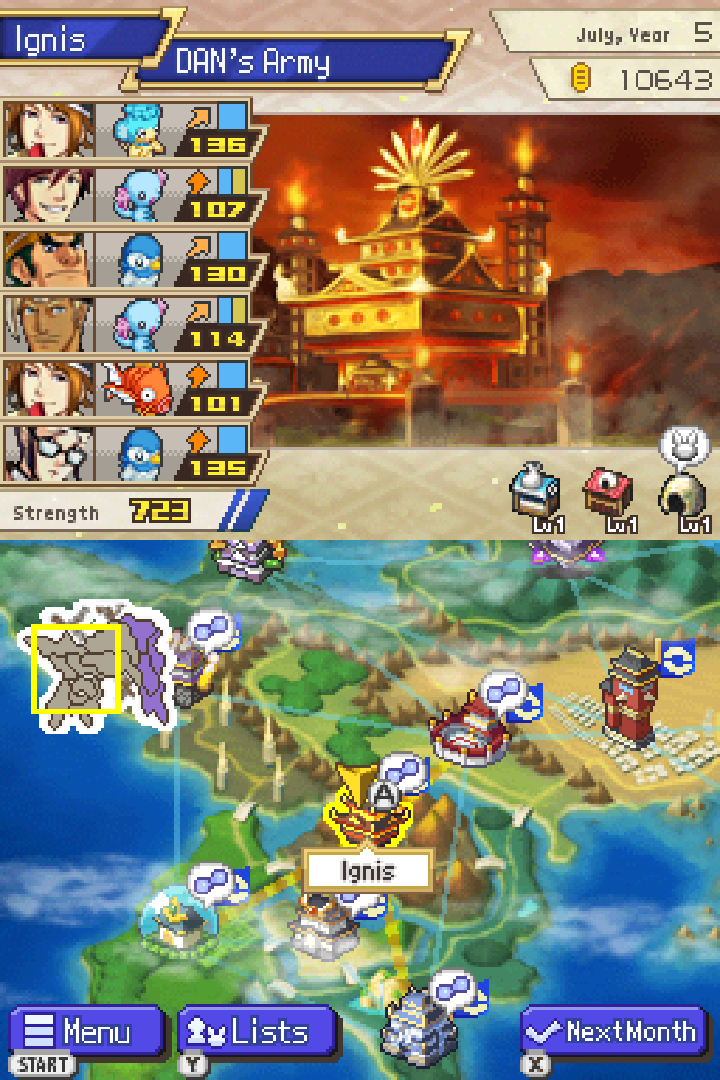 Ignis
DAN's Army
July, Year 5
10643
136
107
130
114
101
135
Strength 723
Lv1 Lv1 Lv1
A
Ignis
Menu
Lists
NextMonth
START
Y
X